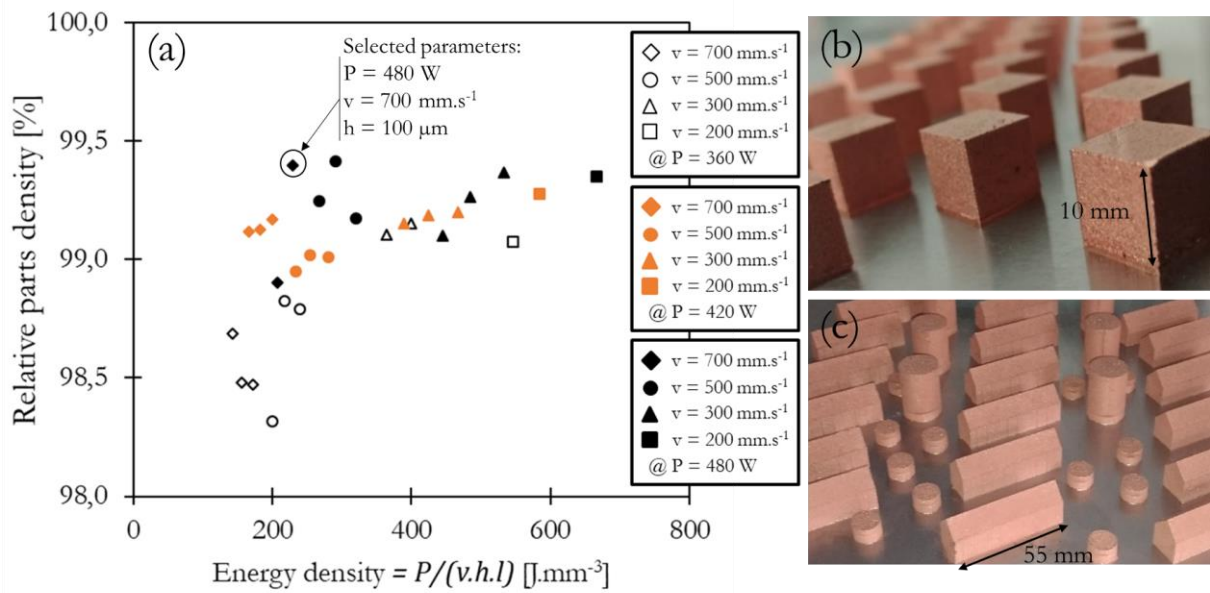 100,0
99,5
99,0
98,5
98,0
Relative parts density [%]
(a)
Selected parameters:
P = 480 W
v = 700 mm.s-1
h = 100 μm
v = 700 mm.s-1
v = 500 mm.s-1
v = 300 mm.s-1
v = 200 mm.s-1
@ P = 360 W
v = 700 mm.s-1
v = 500 mm.s-1
v = 300 mm.s-1
v = 200 mm.s-1
@ P = 420 W
v = 700 mm.s-1
v = 500 mm.s-1
v = 300 mm.s-1
v = 200 mm.s-1
@ P = 480 W
0
200
400
600
800
Energy density = P/(v.h.l) [J.mm-3]
(b)
10 mm
(c)
55 mm